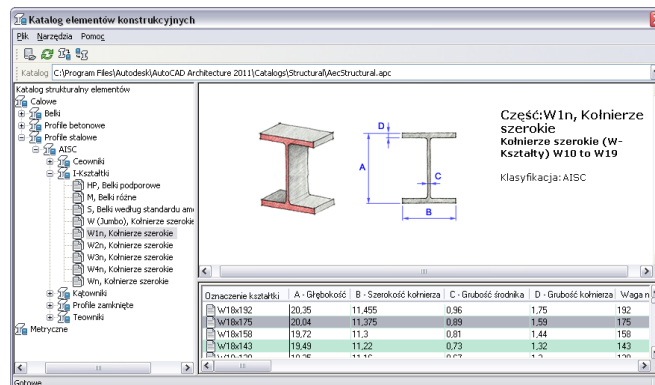 Katalog elementów konstrukcyjnych
Plik Narzędzia Pomoc
Katalog C:\Program Files\Autodesk\AutoCAD Architecture 2011\Catalogs\Structural\AecStructural.apc
Katalog strukturalny elementów
Calowe
Belki
Profile betonowe
Profile stalowe
AISC
Ceowniki
I-Kształtki
HP, Belki podporowe
M, Belki różne
S, Belki według standardu am
W (Jumbo), Kołnierze szerokie
W1n, Kołnierze szerokie
W2n, Kołnierze szerokie
W3n, Kołnierze szerokie
W4n, Kołnierze szerokie
Wn, Kołnierze szerokie
Kątowniki
Profile zamknięte
Teowniki
Metryczne
D
A
C
B
Część:W1n, Kołnierze
szerokie
Kołnierze szerokie (W-
Kształty) W10 to W19
Klasyfikacja: AISC
Oznaczenie kształtki A - Głębokość B - Szerokość kołnierza C - Grubość środnika D - Grubość kołnierza Waga n
W18x192 20,35 11,455 0,96 1,75 192
W18x175 20,04 11,375 0,89 1,59 175
W18x158 19,72 11,3 0,81 1,44 158
W18x143 19,49 11,22 0,73 1,32 143
Gotowe